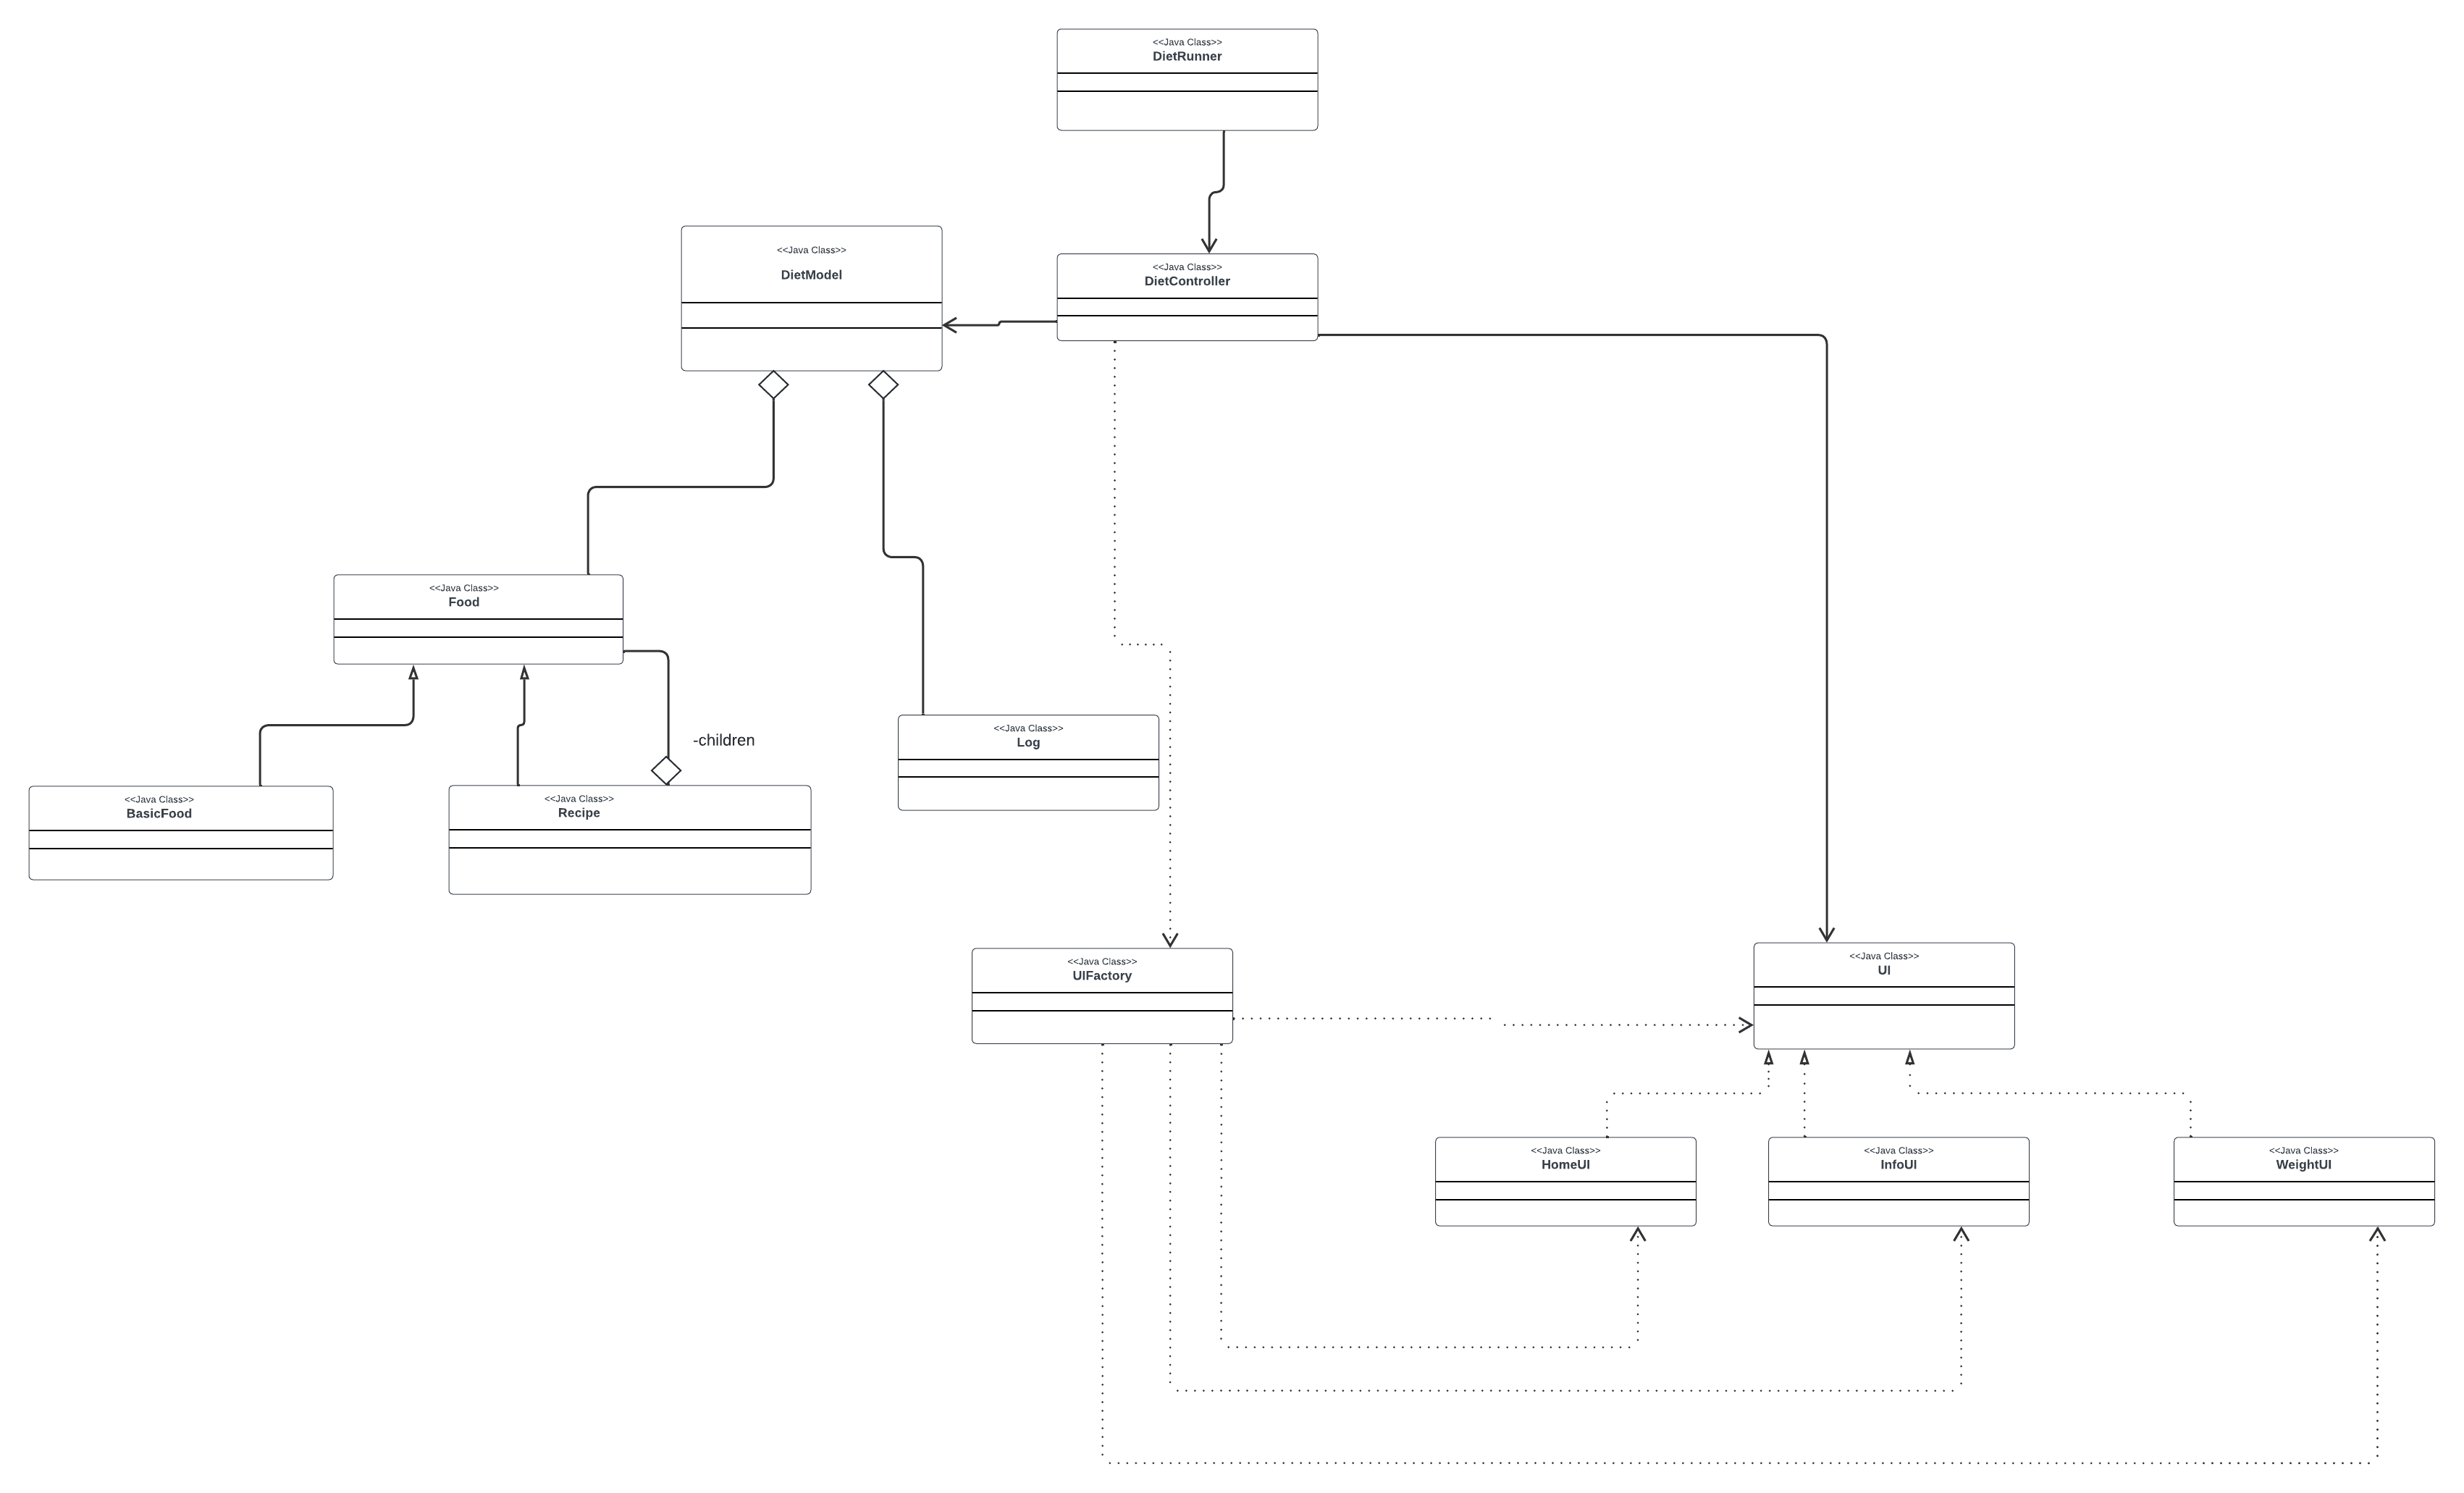 <<Java Class>>
DietRunner
<<Java Class>>
DietModel
<<Java Class>>
DietController
<<Java Class>>
Food
-children
<<Java Class>>
Log
<<Java Class>>
BasicFood
<<Java Class>>
Recipe
<<Java Class>>
UIFactory
<<Java Class>>
UI
<<Java Class>>
HomeUI
<<Java Class>>
InfoUI
<<Java Class>>
WeightUI